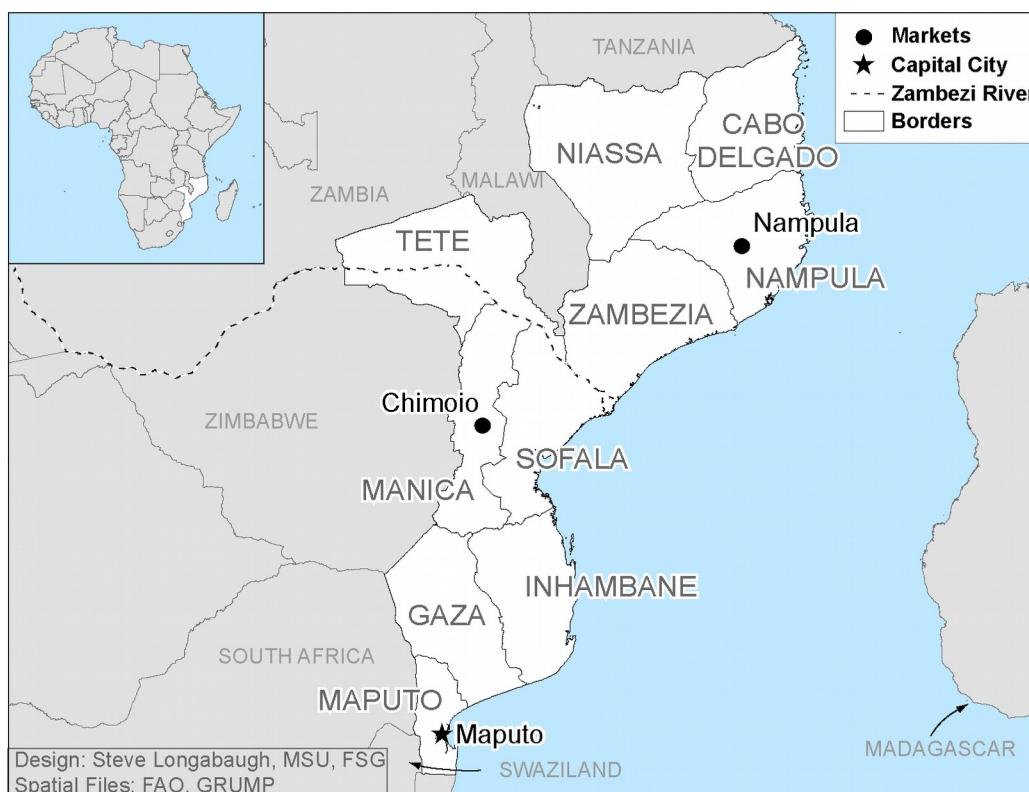 Markets
Capital City
Zambezi River
Borders
TANZANIA
CABO
DELGADO
NIASSA
MALAWI
ZAMBIA
TETE
Nampula
NAMPULA
ZAMBEZIA
Chimoio
ZIMBABWE
SOFALA
MANICA
INHAMBANE
GAZA
SOUTH AFRICA
MAPUTO
Maputo
MADAGASCAR
SWAZILAND
Design: Steve Longabaugh, MSU, FSG
Spatial Files: FAO, GRUMP